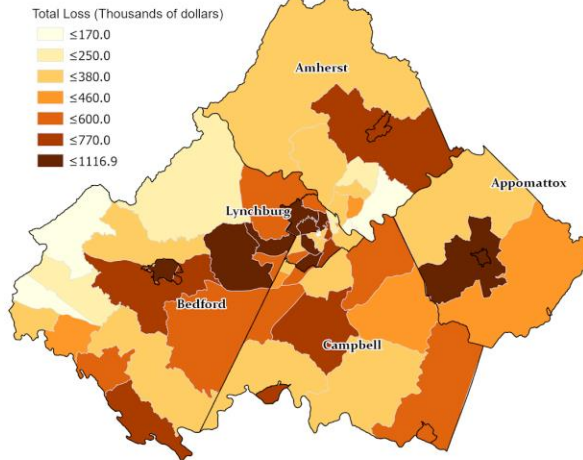 Total Loss (Thousands of dollars)
≤170.0
≤250.0
≤380.0
≤460.0
≤600.0
≤770.0
≤1116.9
Amherst
Appomattox
Lynchburg
Bedford
Campbell